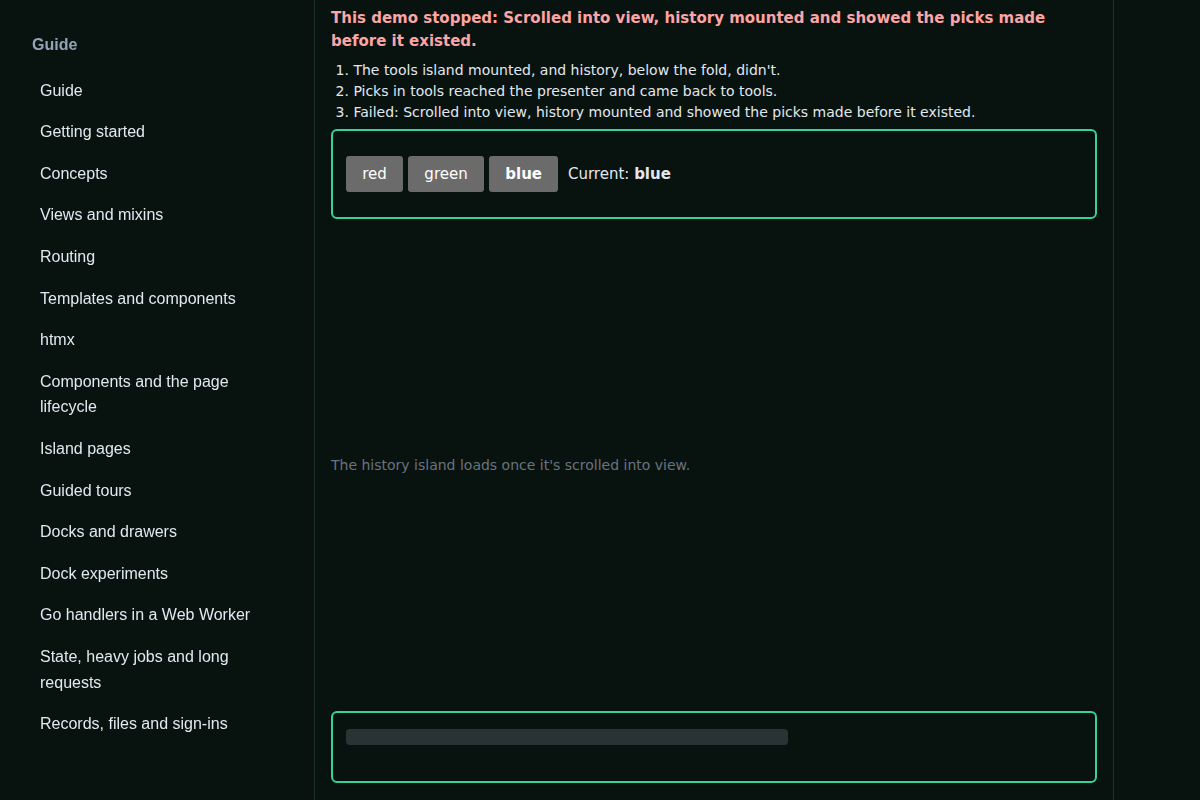 Guide
Guide
Getting started
Concepts
Views and mixins
Routing
Templates and components
htmx
Components and the page
lifecycle
Island pages
Guided tours
Docks and drawers
Dock experiments
Go handlers in a Web Worker
State, heavy jobs and long
requests
Records, files and sign-ins
This demo stopped: Scrolled into view, history mounted and showed the picks made
before it existed.
1. The tools island mounted, and history, below the fold, didn't.
2. Picks in tools reached the presenter and came back to tools.
3. Failed: Scrolled into view, history mounted and showed the picks made before it existed.
red green blue Current: blue
The history island loads once it's scrolled into view.